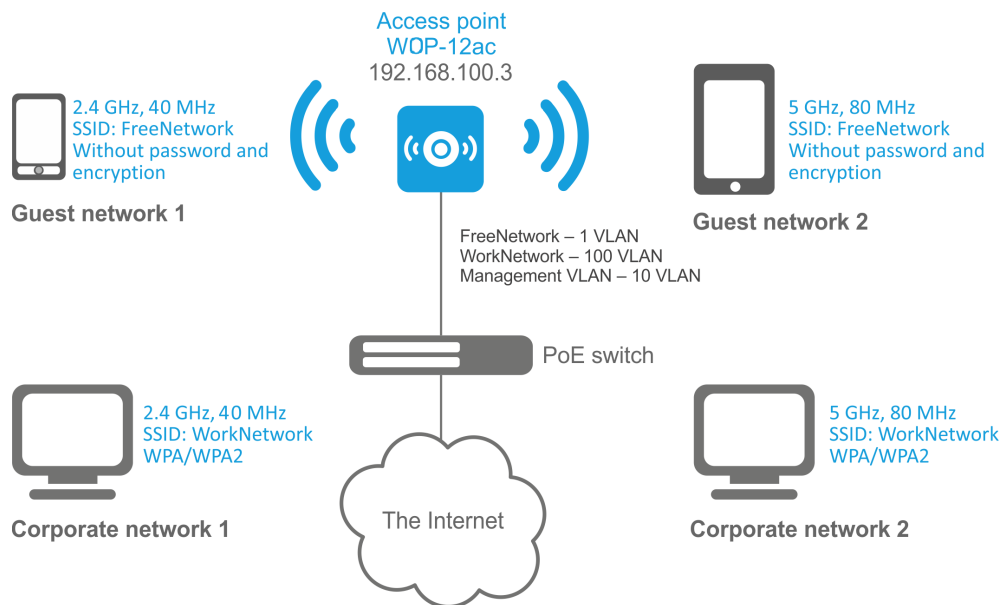 Access point
WOP-12ac
192.168.100.3
2.4 GHz, 40 MHz
SSID: FreeNetwork
Without password and
encryption
Guest network 1
5 GHz, 80 MHz
SSID: FreeNetwork
Without password and
encryption
Guest network 2
FreeNetwork – 1 VLAN
WorkNetwork – 100 VLAN
Management VLAN – 10 VLAN
PoE switch
2.4 GHz, 40 MHz
SSID: WorkNetwork
WPA/WPA2
Corporate network 1
5 GHz, 80 MHz
SSID: WorkNetwork
WPA/WPA2
Corporate network 2
The Internet